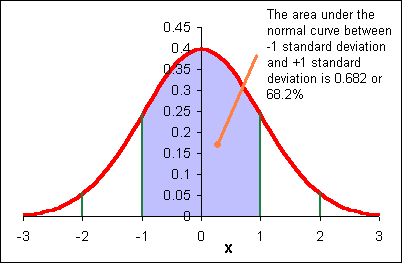 The area under the
normal curve between
-1 standard deviation
and +1 standard
deviation is 0.682 or
68.2%
0.45
0.4
0.35
0.3
0.25
0.2
0.15
0.1
0.05
0
-3 -2 -1 0 1 2 3
x